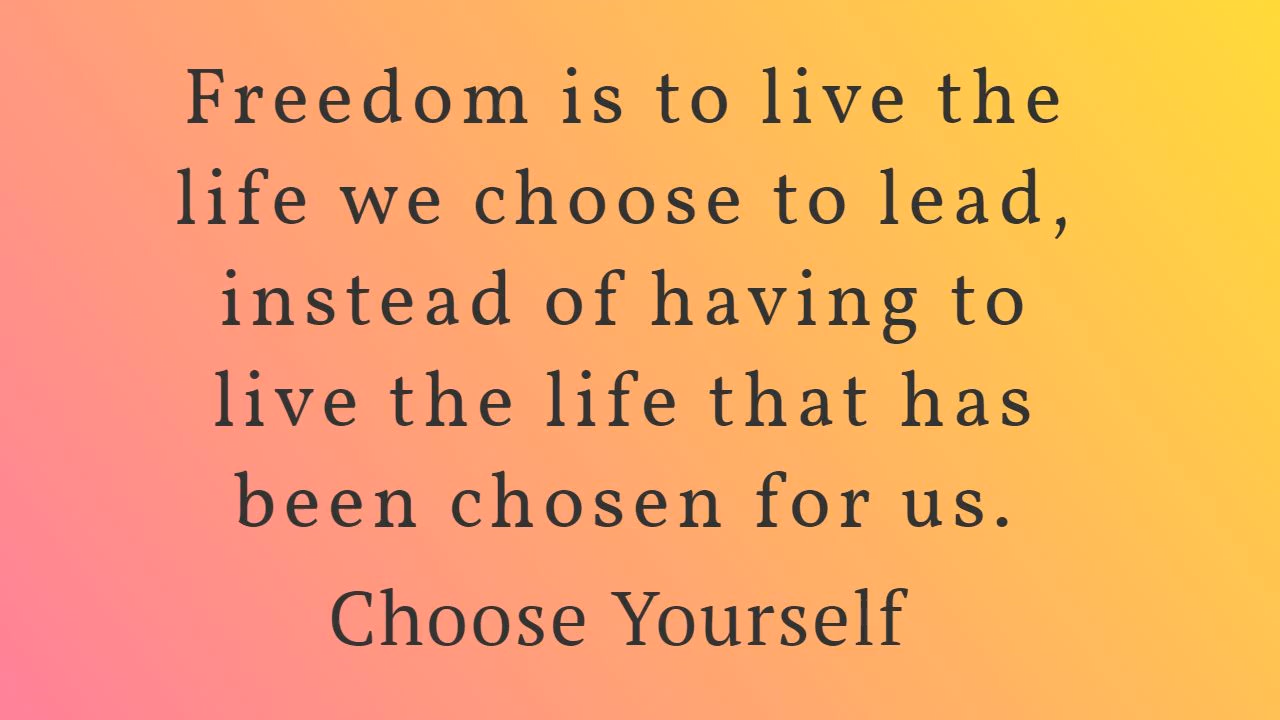 Freedom is to live the
life we choose to lead,
instead of having to
live the life that has
been chosen for us.
Choose Yourself